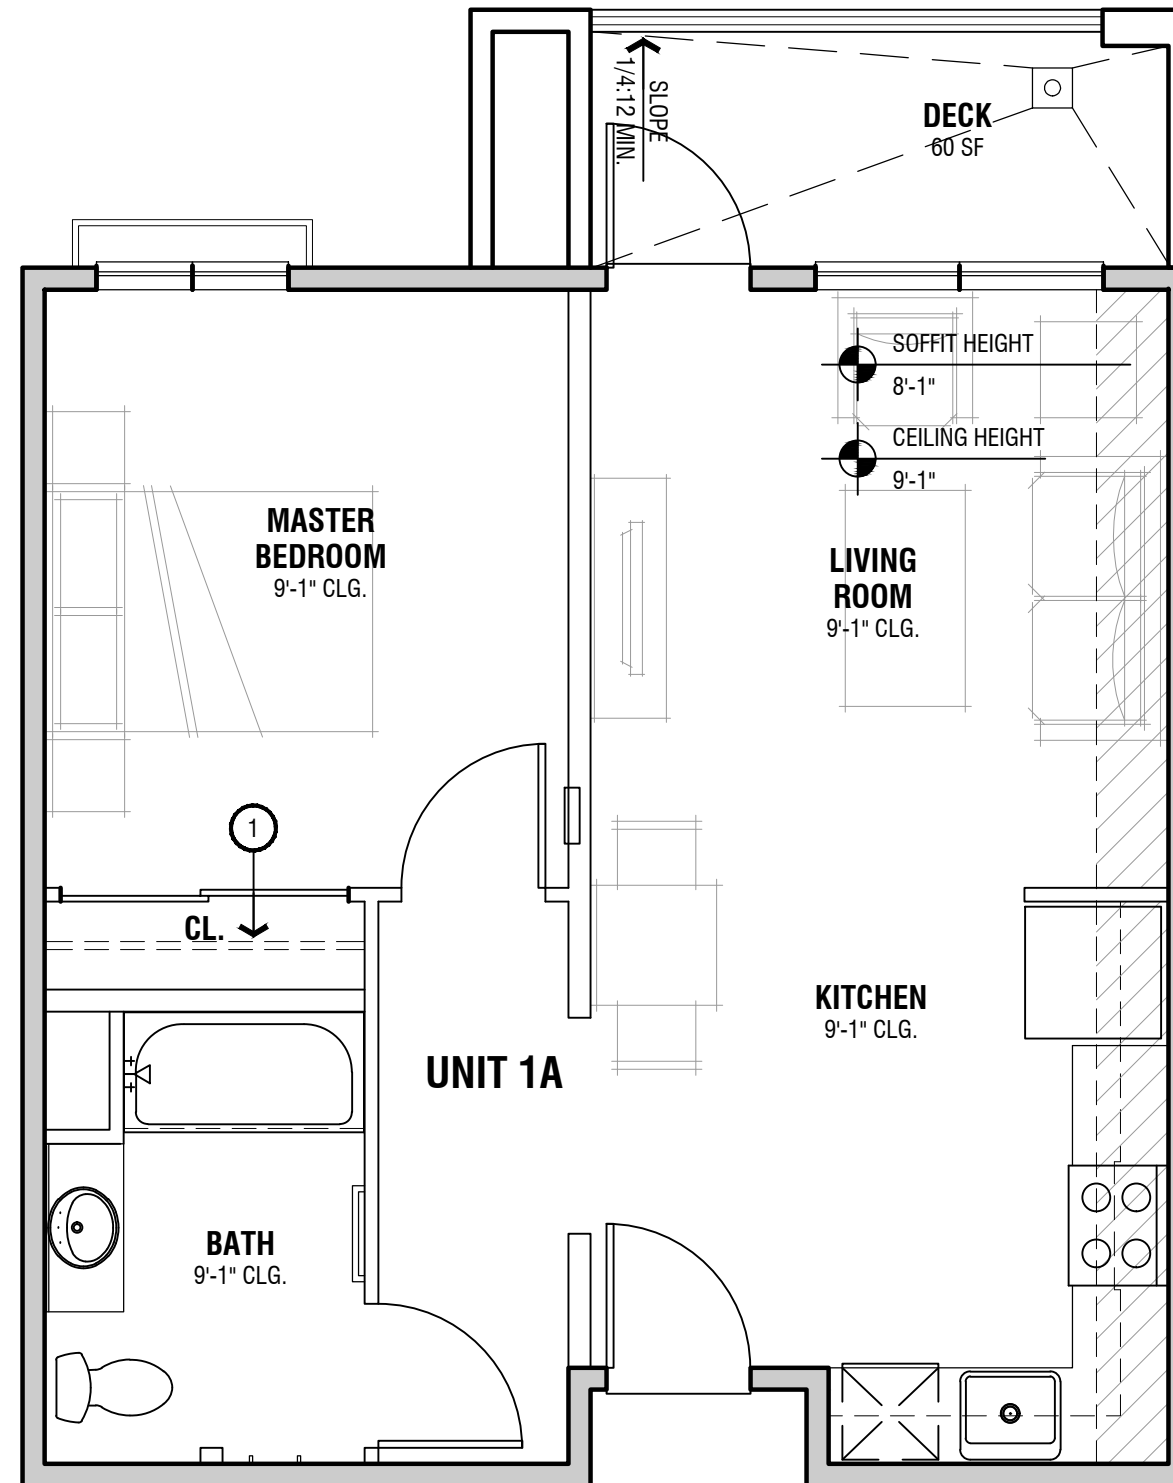 SLOPE
1/4:12 MIN.
DECK
60 SF
SOFFIT HEIGHT
8'-1"
CEILING HEIGHT
9'-1"
MASTER
BEDROOM
9'-1" CLG.
LIVING
ROOM
9'-1" CLG.
1
CL.
KITCHEN
9'-1" CLG.
UNIT 1A
BATH
9'-1" CLG.